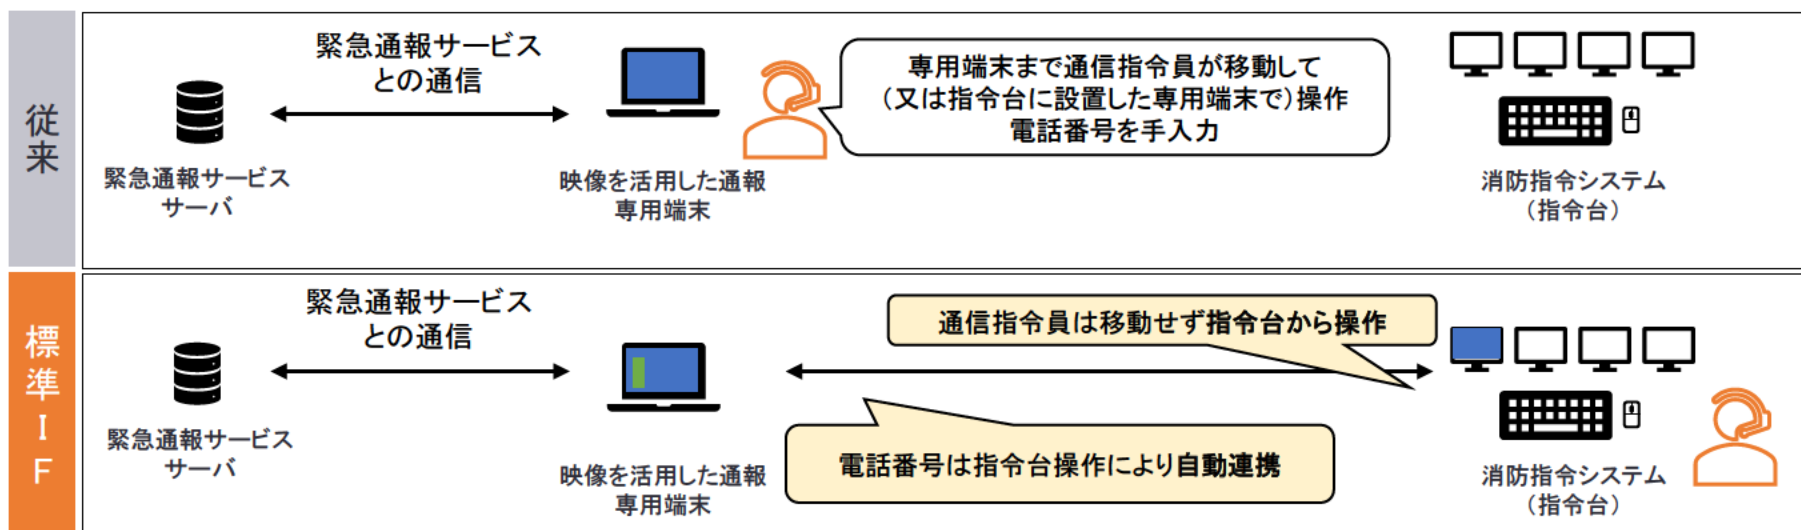 従来
緊急通報サービス
との通信
専用端末まで通信指令員が移動して
（又は指令台に設置した専用端末で）操作
電話番号を手入力
緊急通報サービス
サーバ
映像を活用した通報
専用端末
消防指令システム
（指令台）
標準IF
緊急通報サービス
との通信
通信指令員は移動せず指令台から操作
電話番号は指令台操作により自動連携
緊急通報サービス
サーバ
映像を活用した通報
専用端末
消防指令システム
（指令台）